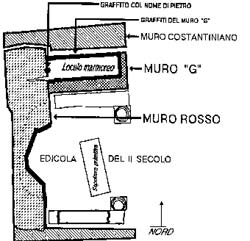 GRAFFITO COL NOME DI PIETRO
GRAFFITI DEL MURO "G"
MURO COSTANTINIANO
Loculo marmoreo
MURO "G"
MURO ROSSO
EDICOLA DEL II SECOLO
NORD